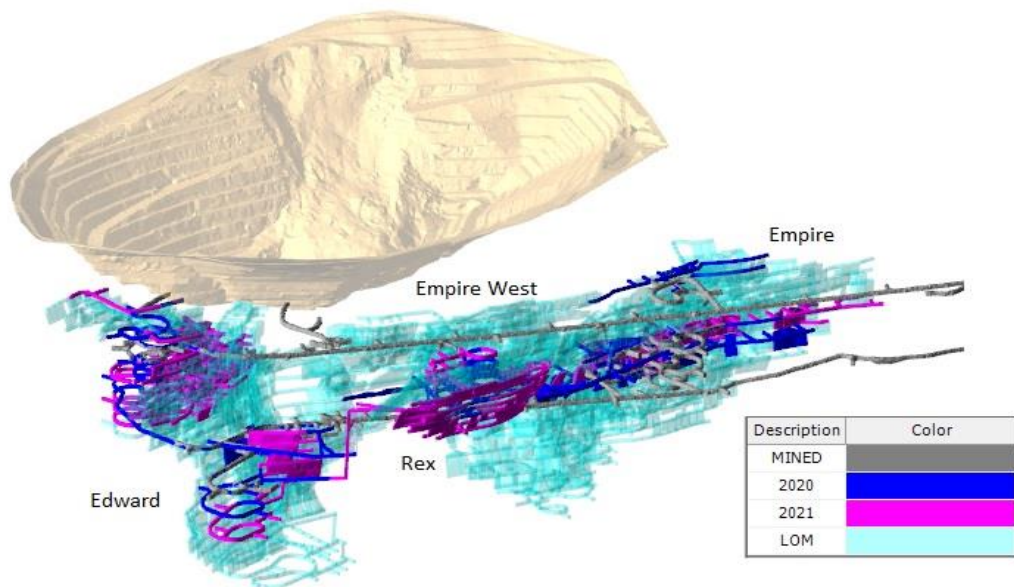 Empire
Empire West
Rex
Edward
Description Color
MINED
2020
2021
LOM